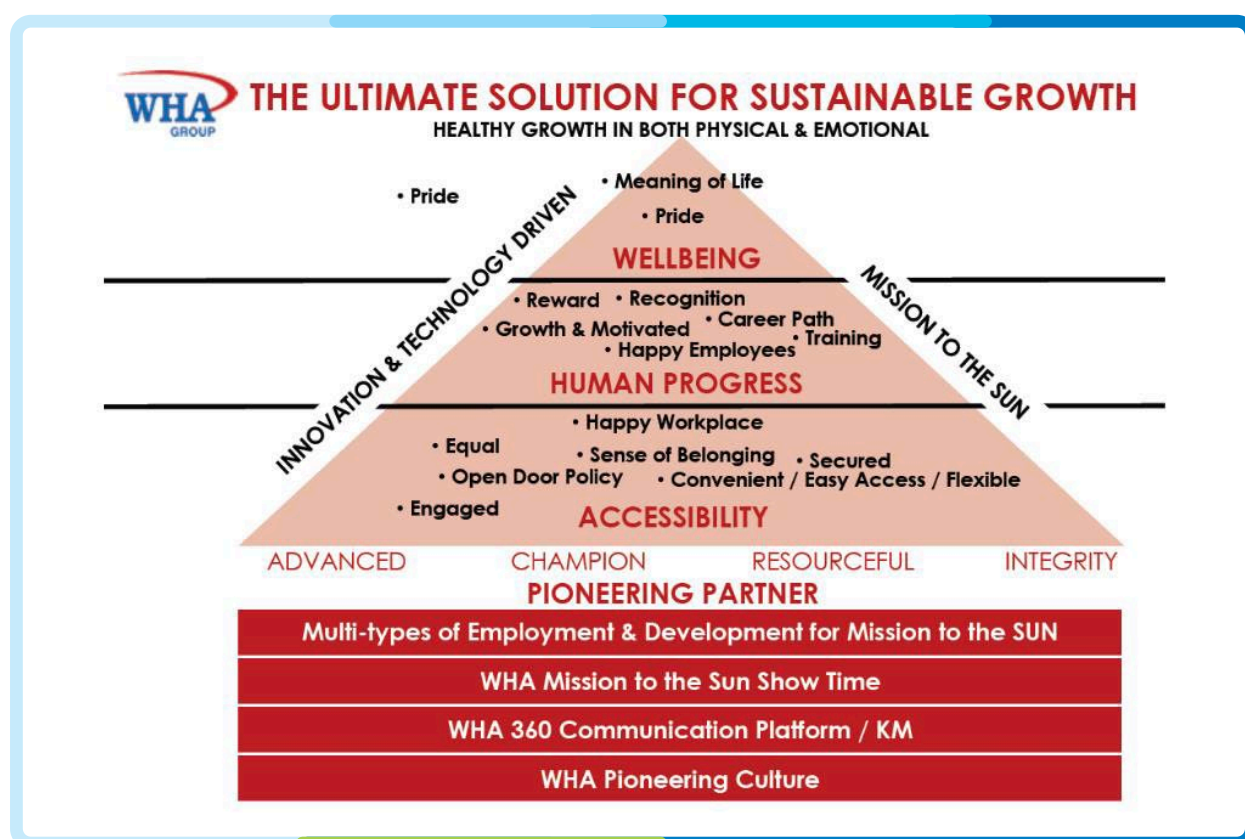 WHA
GROUP
THE ULTIMATE SOLUTION FOR SUSTAINABLE GROWTH
HEALTHY GROWTH IN BOTH PHYSICAL & EMOTIONAL
INNOVATION & TECHNOLOGY DRIVEN
MISSION TO THE SUN
• Pride
• Meaning of Life
• Pride
WELLBEING
• Reward • Recognition
• Growth & Motivated • Career Path
• Happy Employees • Training
HUMAN PROGRESS
• Happy Workplace
• Equal • Sense of Belonging • Secured
• Open Door Policy • Convenient / Easy Access / Flexible
• Engaged
ACCESSIBILITY
ADVANCED CHAMPION RESOURCEFUL INTEGRITY
PIONEERING PARTNER
Multi-types of Employment & Development for Mission to the SUN
WHA Mission to the Sun Show Time
WHA 360 Communication Platform / KM
WHA Pioneering Culture